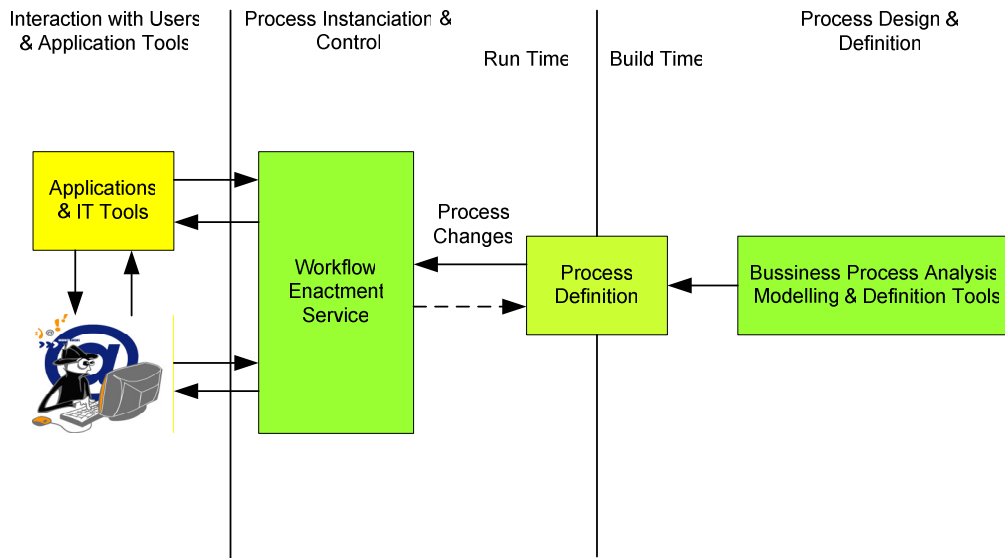 Interaction with Users
& Application Tools
Process Instanciation &
Control
Process Design &
Definition
Run Time
Build Time
Applications
& IT Tools
Workflow
Enactment
Service
Process
Changes
Process
Definition
Bussiness Process Analysis
Modelling & Definition Tools